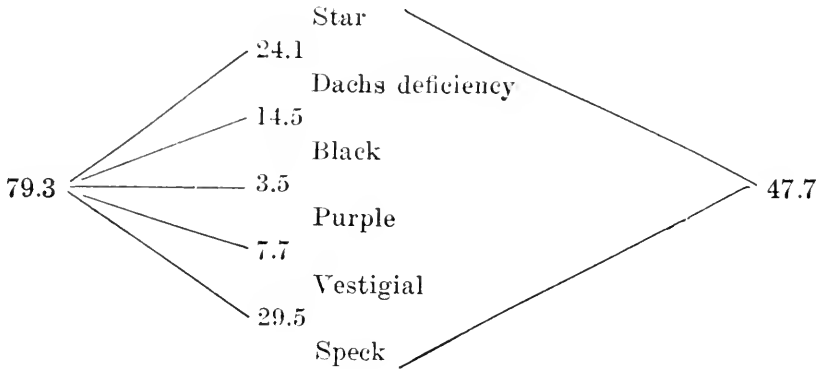 Star
24.1
Dachs deficiency
14.5
Black
79.3 3.5 47.7
Purple
7.7
Vestigial
29.5
Speck